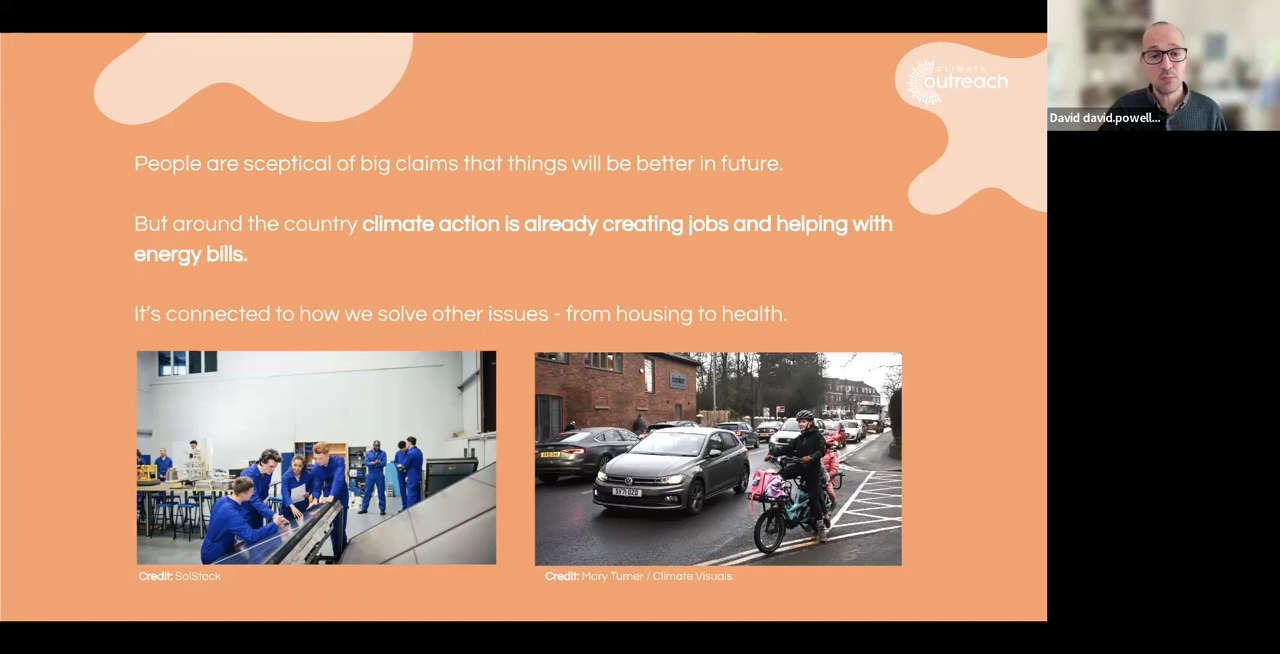 CLIMATE
outreach
David david.powell...
People are sceptical of big claims that things will be better in future.
But around the country climate action is already creating jobs and helping with
energy bills.
It's connected to how we solve other issues - from housing to health.
Credit: SolStock
Credit: Mary Turner / Climate Visuals